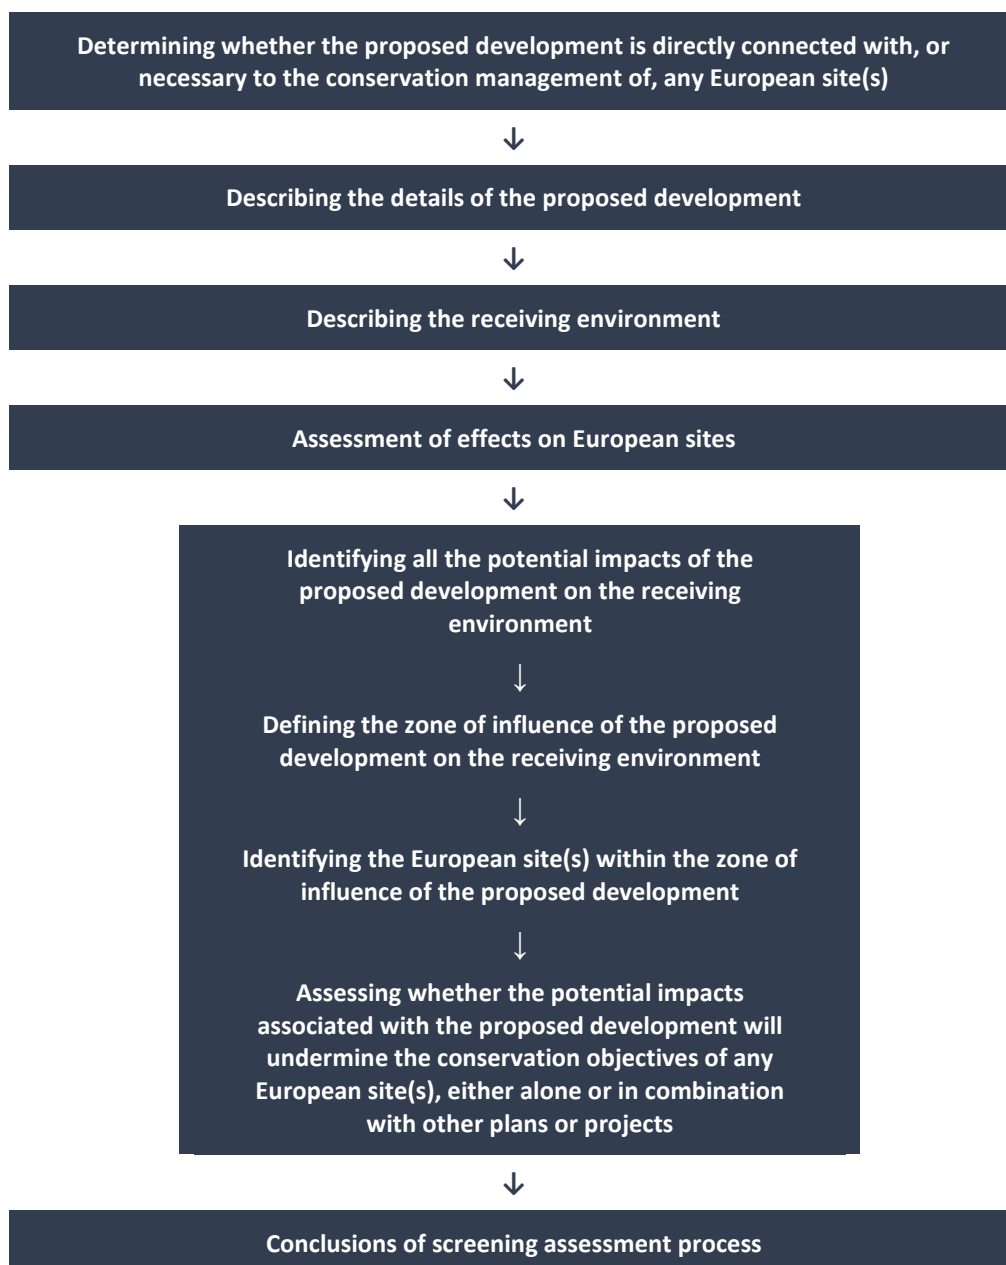 Determining whether the proposed development is directly connected with, or
necessary to the conservation management of, any European site(s)
↓
Describing the details of the proposed development
↓
Describing the receiving environment
↓
Assessment of effects on European sites
↓
Identifying all the potential impacts of the
proposed development on the receiving
environment
↓
Defining the zone of influence of the proposed
development on the receiving environment
↓
Identifying the European site(s) within the zone of
influence of the proposed development
↓
Assessing whether the potential impacts
associated with the proposed development will
undermine the conservation objectives of any
European site(s), either alone or in combination
with other plans or projects
↓
Conclusions of screening assessment process